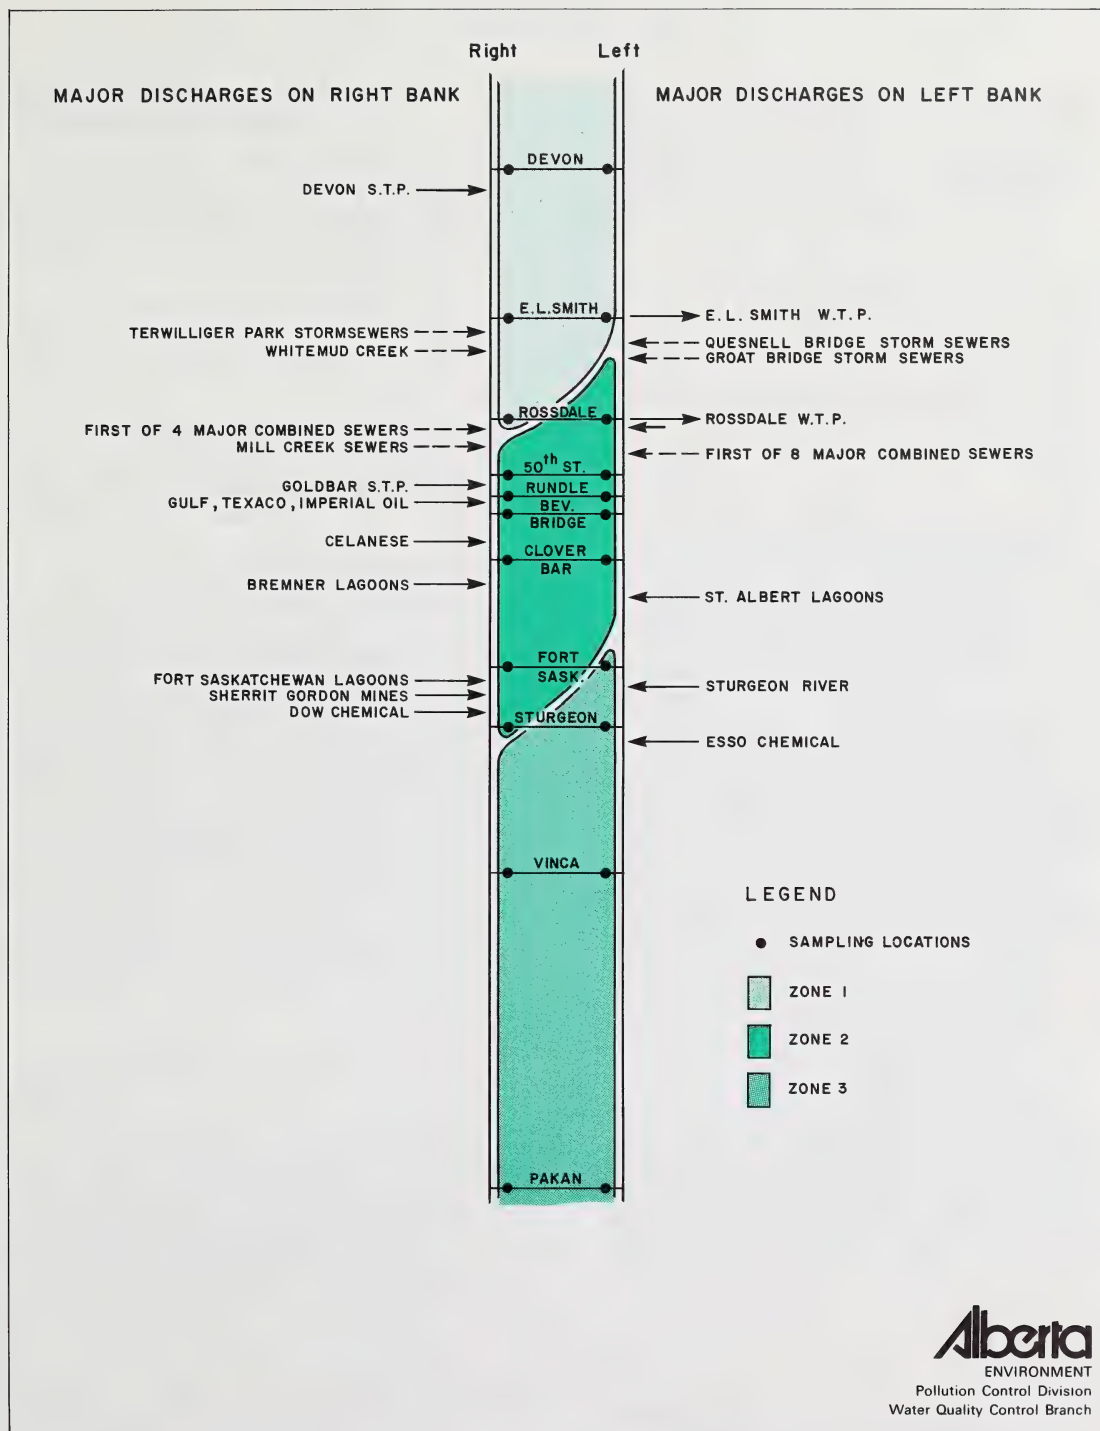 Right Left
MAJOR DISCHARGES ON RIGHT BANK
MAJOR DISCHARGES ON LEFT BANK
DEVON
DEVON S.T.P.
E.L.SMITH
E.L. SMITH W.T.P.
TERWILLIGER PARK STORMSEWERS
WHITEMUD CREEK
QUESNELL BRIDGE STORM SEWERS
GROAT BRIDGE STORM SEWERS
ROSSDALE
ROSSDALE W.T.P.
FIRST OF 4 MAJOR COMBINED SEWERS
MILL CREEK SEWERS
FIRST OF 8 MAJOR COMBINED SEWERS
50th ST.
GOLDBAR S.T.P.
RUNDLE
GULF, TEXACO, IMPERIAL OIL
BEV.
BRIDGE
CELANESE
CLOVER
BAR
BREMNER LAGOONS
ST. ALBERT LAGOONS
FORT
SASK.
FORT SASKATCHEWAN LAGOONS
SHERRIT GORDON MINES
DOW CHEMICAL
STURGEON RIVER
STURGEON
ESSO CHEMICAL
VINCA
LEGEND
SAMPLING LOCATIONS
ZONE 1
ZONE 2
ZONE 3
PAKAN
Alberta
ENVIRONMENT
Pollution Control Division
Water Quality Control Branch